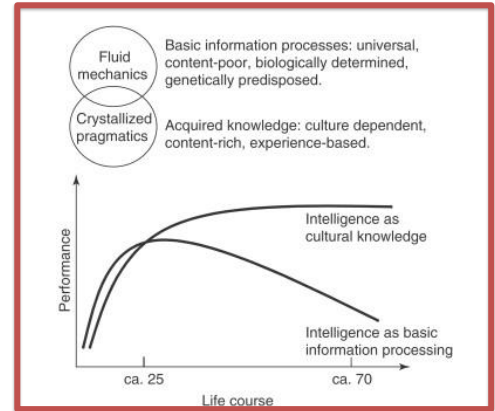 Fluid
mechanics
Basic information processes: universal,
content-poor, biologically determined,
genetically predisposed.
Crystallized
pragmatics
Acquired knowledge: culture dependent,
content-rich, experience-based.
Performance
Intelligence as
cultural knowledge
Intelligence as basic
information processing
ca. 25
ca. 70
Life course